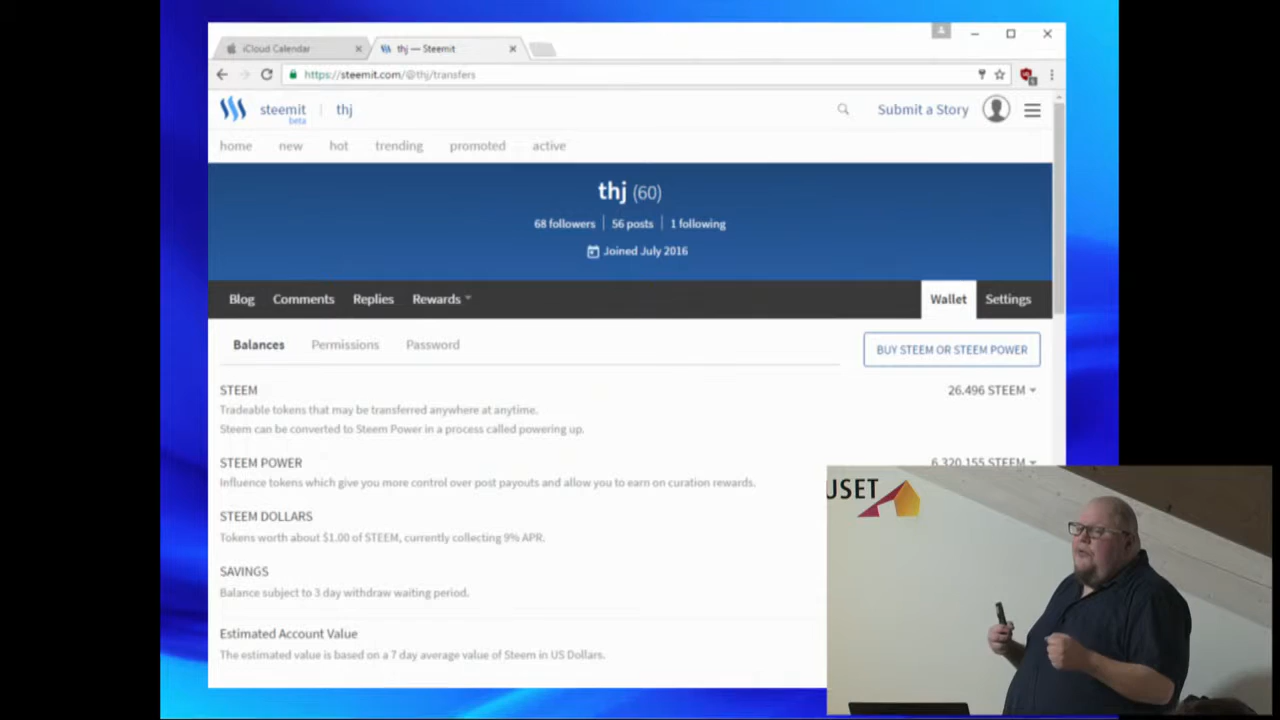 iCloud Calendar
thj — Steemit
https://steemit.com/@thj/transfers
steemit
beta
thj
Submit a Story
home new hot trending promoted active
thj (60)
68 followers 56 posts 1 following
Joined July 2016
Blog Comments Replies Rewards Wallet Settings
Balances Permissions Password
BUY STEEM OR STEEM POWER
STEEM 26.496 STEEM
Tradeable tokens that may be transferred anywhere at anytime.
Steem can be converted to Steem Power in a process called powering up.
STEEM POWER 6,320.155 STEEM
Influence tokens which give you more control over post payouts and allow you to earn on curation rewards.
STEEM DOLLARS
Tokens worth about $1.00 of STEEM, currently collecting 9% APR.
SAVINGS
Balance subject to 3 day withdraw waiting period.
Estimated Account Value
The estimated value is based on a 7 day average value of Steem in US Dollars.
USET